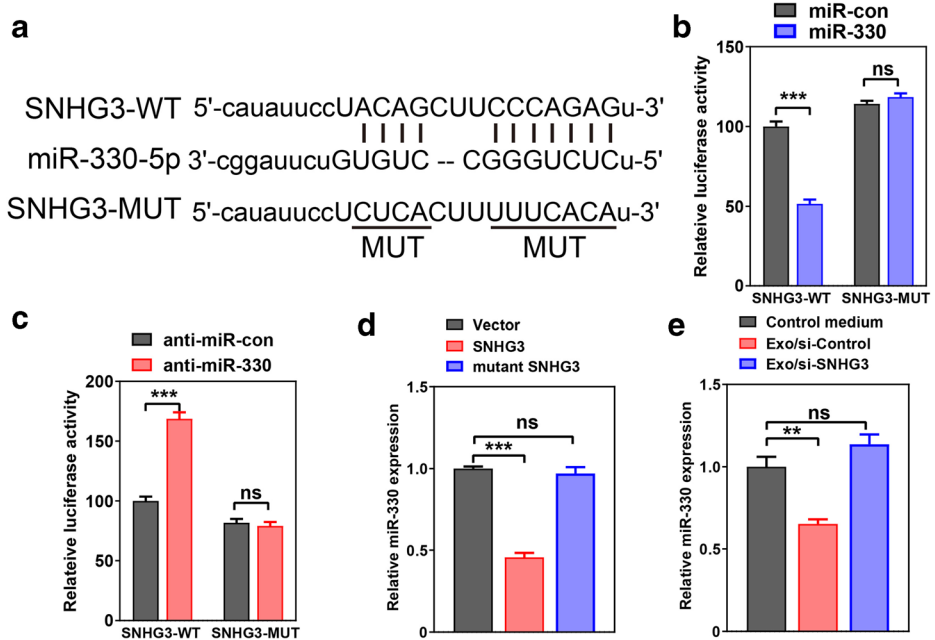 a
SNHG3-WT 5'-cauauuccUACAGCUUCCCAGAGu-3'
miR-330-5p 3'-cggauucuGUGUC -- CGGGUCUCu-5'
SNHG3-MUT 5'-cauauuccUCUCACUUUUUCACAu-3'
MUT MUT
b
miR-con
miR-330
Relateive luciferase activity
150
100
50
0
***
ns
SNHG3-WT SNHG3-MUT
c
anti-miR-con
anti-miR-330
Relateive luciferase activity
200
150
100
50
0
***
ns
SNHG3-WT SNHG3-MUT
d
Vector
SNHG3
mutant SNHG3
Relative miR-330 expression
1.5
1.0
0.5
0
ns
***
e
Control medium
Exo/si-Control
Exo/si-SNHG3
Relative miR-330 expression
1.5
1.0
0.5
0
ns
**